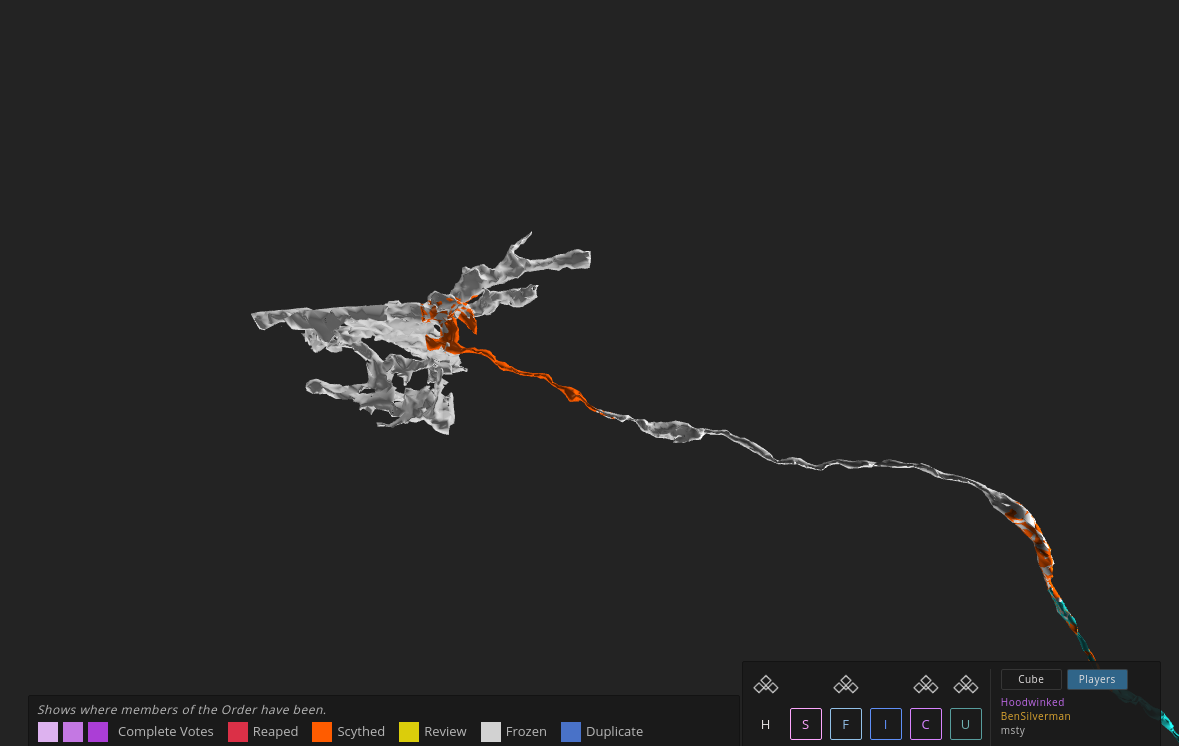 Shows where members of the Order have been.
Complete Votes Reaped Scythed Review Frozen Duplicate
H S F I C U
Cube Players
Hoodwinked
BenSilverman
msty